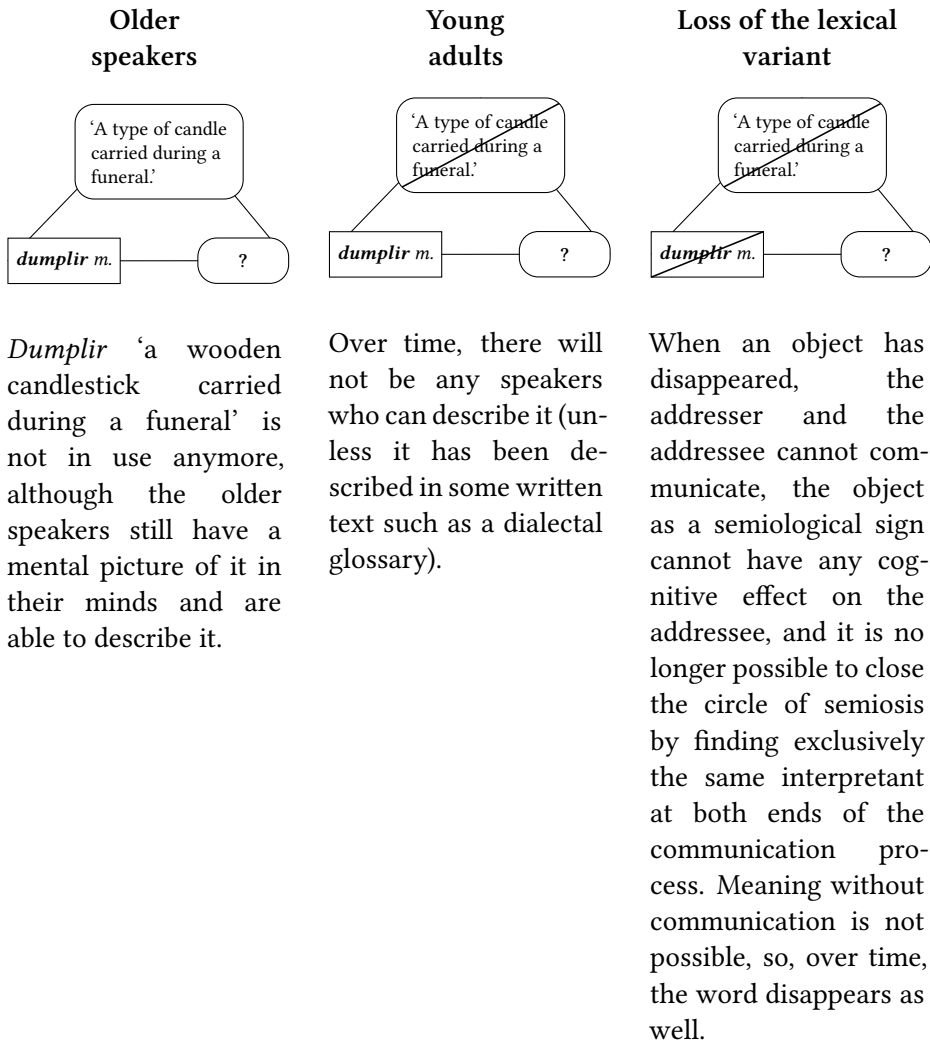 Older
speakers
‘A type of candle
carried during a
funeral.’
dumplir m.
?
Dumplir ‘a wooden
candlestick carried
during a funeral’ is
not in use anymore,
although the older
speakers still have a
mental picture of it in
their minds and are
able to describe it.
Young
adults
‘A type of candle
carried during a
funeral.’
dumplir m.
?
Over time, there will
not be any speakers
who can describe it (un-
less it has been de-
scribed in some written
text such as a dialectal
glossary).
Loss of the lexical
variant
‘A type of candle
carried during a
funeral.’
dumplir m.
?
When an object has
disappeared, the
addresser and the
addressee cannot com-
municate, the object
as a semiological sign
cannot have any cog-
nitive effect on the
addressee, and it is no
longer possible to close
the circle of semiosis
by finding exclusively
the same interpretant
at both ends of the
communication pro-
cess. Meaning without
communication is not
possible, so, over time,
the word disappears as
well.